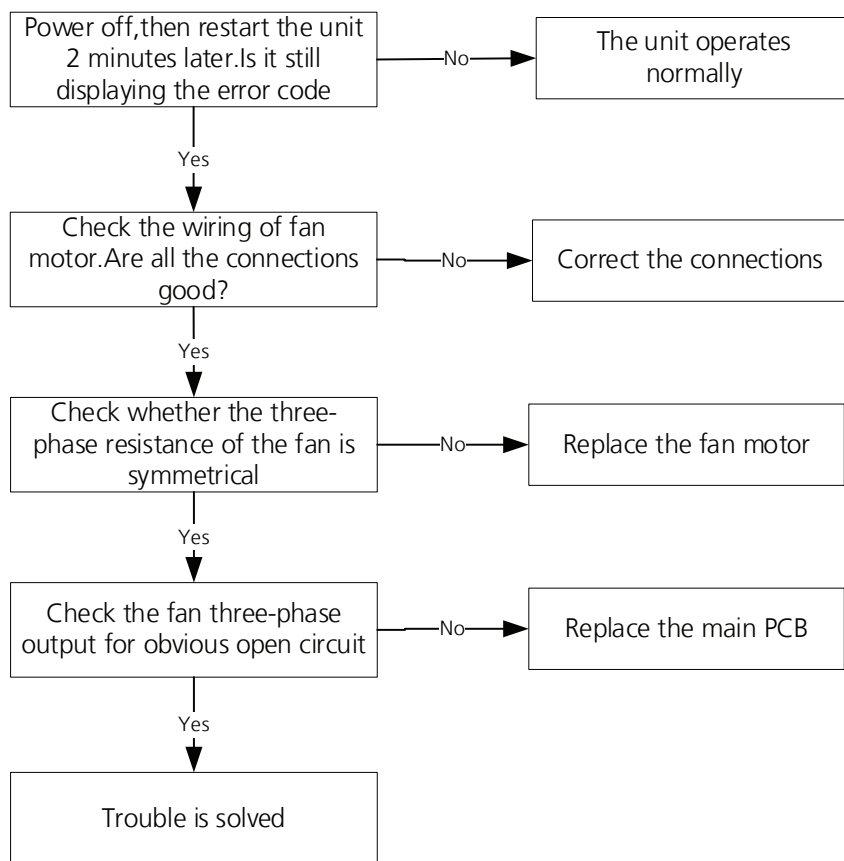 Power off,then restart the unit
2 minutes later.Is it still
displaying the error code
No
The unit operates
normally
Yes
Check the wiring of fan
motor.Are all the connections
good?
No
Correct the connections
Yes
Check whether the three-
phase resistance of the fan is
symmetrical
No
Replace the fan motor
Yes
Check the fan three-phase
output for obvious open circuit
No
Replace the main PCB
Yes
Trouble is solved